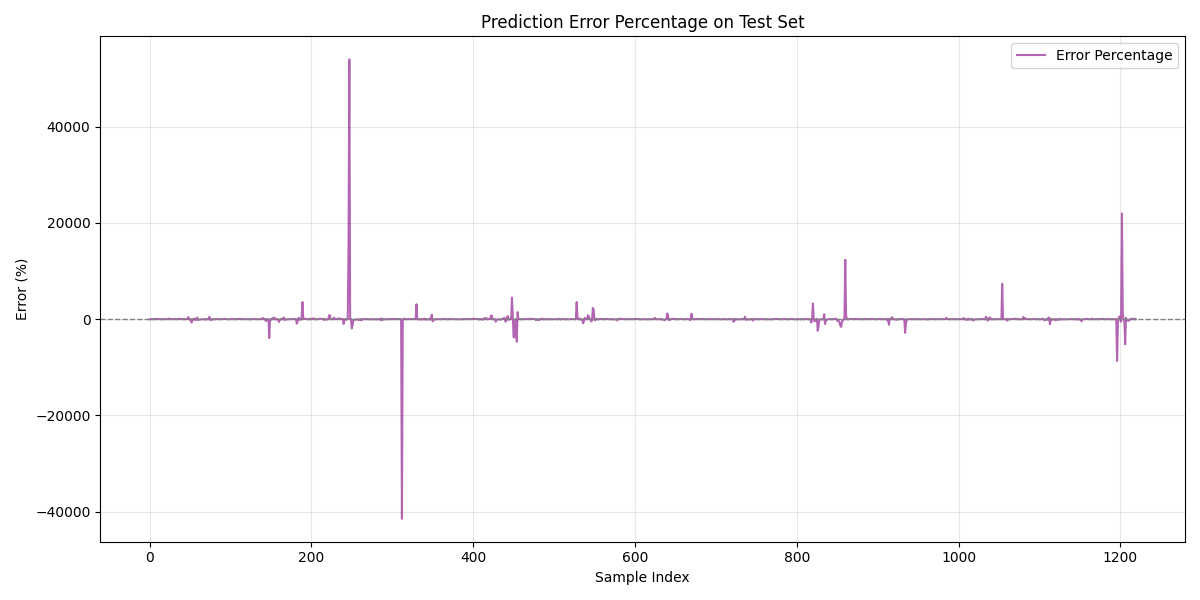 Prediction Error Percentage on Test Set
Error Percentage
40000
20000
0
−20000
−40000
Error (%)
0 200 400 600 800 1000 1200
Sample Index